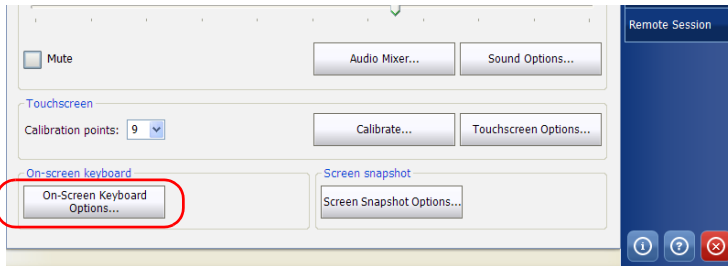 Remote Session
Mute
Audio Mixer...
Sound Options...
Touchscreen
Calibration points: 9
Calibrate...
Touchscreen Options...
On-screen keyboard
On-Screen Keyboard
Options...
Screen snapshot
Screen Snapshot Options...